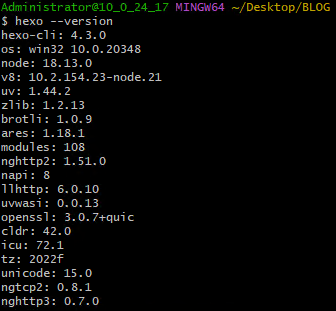 Administrator@10_0_24_17 MINGW64 ~/Desktop/BLOG
$ hexo --version
hexo-cli: 4.3.0
os: win32 10.0.20348
node: 18.13.0
v8: 10.2.154.23-node.21
uv: 1.44.2
zlib: 1.2.13
brotli: 1.0.9
ares: 1.18.1
modules: 108
nghttp2: 1.51.0
napi: 8
llhttp: 6.0.10
uvwasi: 0.0.13
openssl: 3.0.7+quic
cldr: 42.0
icu: 72.1
tz: 2022f
unicode: 15.0
ngtcp2: 0.8.1
nghttp3: 0.7.0